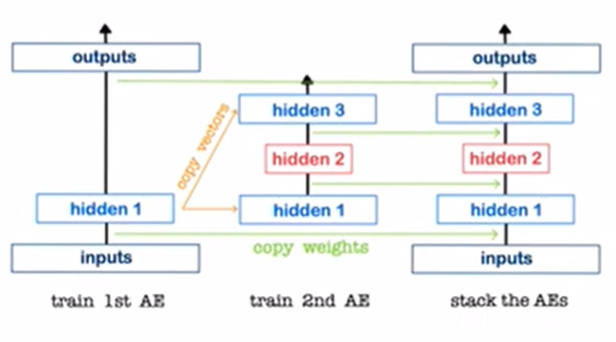 outputs
hidden 1
inputs
train 1st AE
copy vectors
hidden 3
hidden 2
hidden 1
copy weights
train 2nd AE
outputs
hidden 3
hidden 2
hidden 1
inputs
stack the AEs